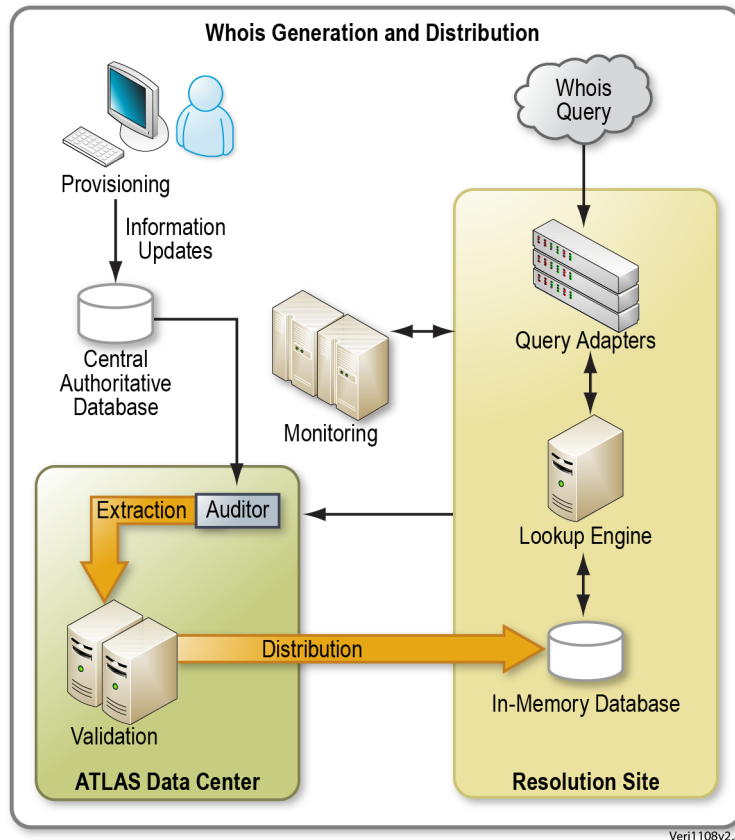 Whois Generation and Distribution
Whois
Query
Provisioning
Information
Updates
Central
Authoritative
Database
Monitoring
Query Adapters
Lookup Engine
Extraction
Auditor
Distribution
Validation
In-Memory Database
ATLAS Data Center
Resolution Site